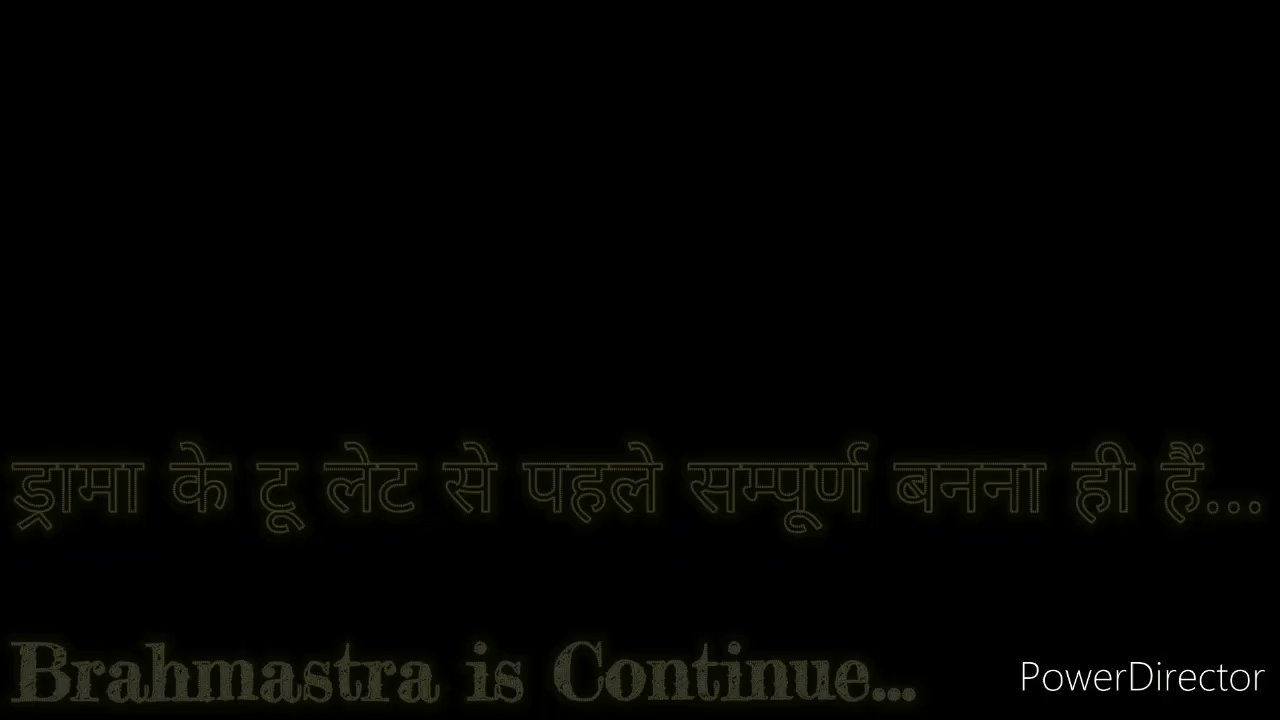 ड्रामा के टू लेट से पहले सम्पूर्ण बनना ही हैं...
Brahmastra is Continue...
PowerDirector